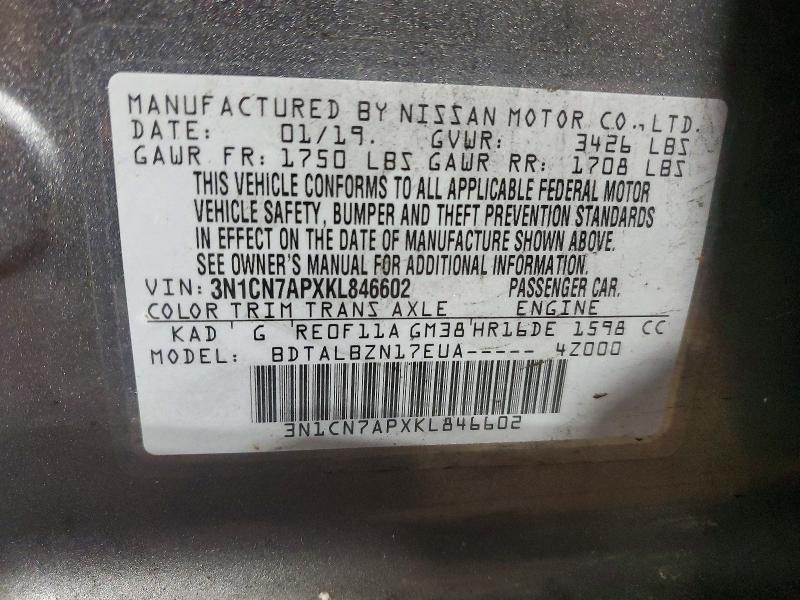 MANUFACTURED BY NISSAN MOTOR CO., LTD.
DATE: 01/19. GVWR: 3426 LBS
GAWR FR: 1750 LBS GAWR RR: 1708 LBS
THIS VEHICLE CONFORMS TO ALL APPLICABLE FEDERAL MOTOR
VEHICLE SAFETY, BUMPER AND THEFT PREVENTION STANDARDS
IN EFFECT ON THE DATE OF MANUFACTURE SHOWN ABOVE.
SEE OWNER'S MANUAL FOR ADDITIONAL INFORMATION.
VIN: 3N1CN7APXKL846602 PASSENGER CAR.
COLOR TRIM TRANS AXLE ENGINE
KAD ' G 'RE0F11A GM38'HR16DE 1598 CC
MODEL: BDTALBZN17EUA----- 4Z000
3N1CN7APXKL846602